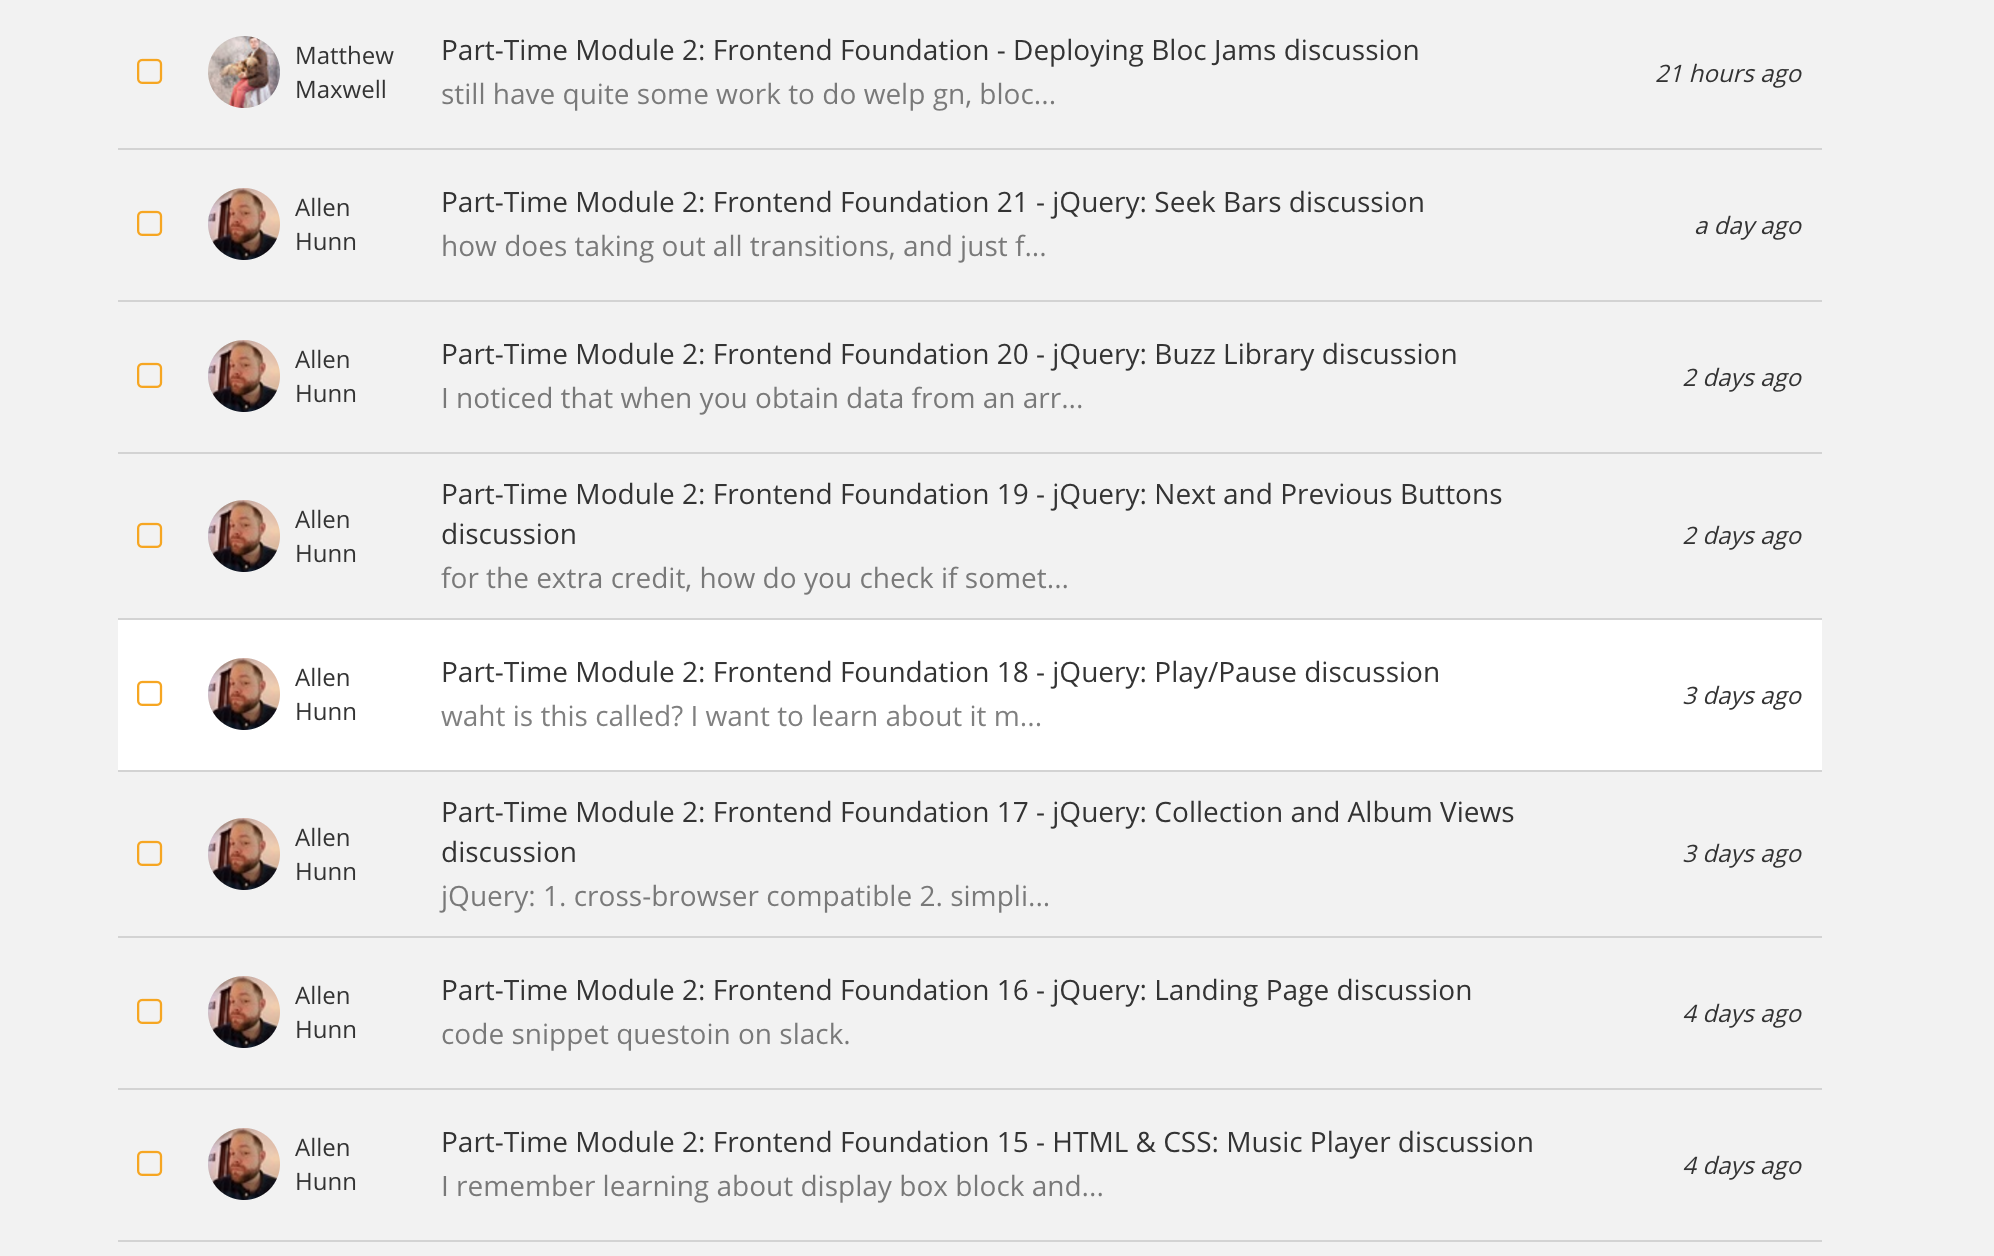 Matthew
Maxwell
Part-Time Module 2: Frontend Foundation - Deploying Bloc Jams discussion
still have quite some work to do welp gn, bloc...
21 hours ago
Allen
Hunn
Part-Time Module 2: Frontend Foundation 21 - jQuery: Seek Bars discussion
how does taking out all transitions, and just f...
a day ago
Allen
Hunn
Part-Time Module 2: Frontend Foundation 20 - jQuery: Buzz Library discussion
I noticed that when you obtain data from an arr...
2 days ago
Allen
Hunn
Part-Time Module 2: Frontend Foundation 19 - jQuery: Next and Previous Buttons
discussion
for the extra credit, how do you check if somet...
2 days ago
Allen
Hunn
Part-Time Module 2: Frontend Foundation 18 - jQuery: Play/Pause discussion
waht is this called? I want to learn about it m...
3 days ago
Allen
Hunn
Part-Time Module 2: Frontend Foundation 17 - jQuery: Collection and Album Views
discussion
jQuery: 1. cross-browser compatible 2. simpli...
3 days ago
Allen
Hunn
Part-Time Module 2: Frontend Foundation 16 - jQuery: Landing Page discussion
code snippet questoin on slack.
4 days ago
Allen
Hunn
Part-Time Module 2: Frontend Foundation 15 - HTML & CSS: Music Player discussion
I remember learning about display box block and...
4 days ago